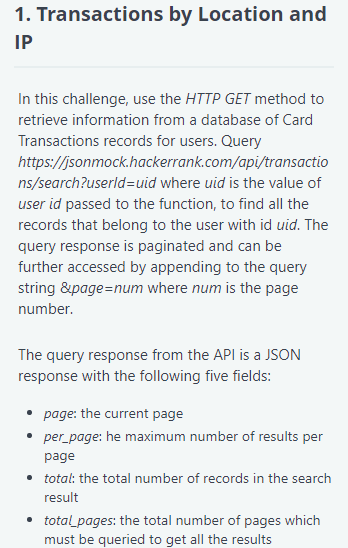 1. Transactions by Location and
IP
In this challenge, use the HTTP GET method to
retrieve information from a database of Card
Transactions records for users. Query
https://jsonmock.hackerrank.com/api/transactio
ns/search?userId=uid where uid is the value of
user id passed to the function, to find all the
records that belong to the user with id uid. The
query response is paginated and can be
further accessed by appending to the query
string &page=num where num is the page
number.
The query response from the API is a JSON
response with the following five fields:
• page: the current page
• per_page: he maximum number of results per
page
• total: the total number of records in the search
result
• total_pages: the total number of pages which
must be queried to get all the results